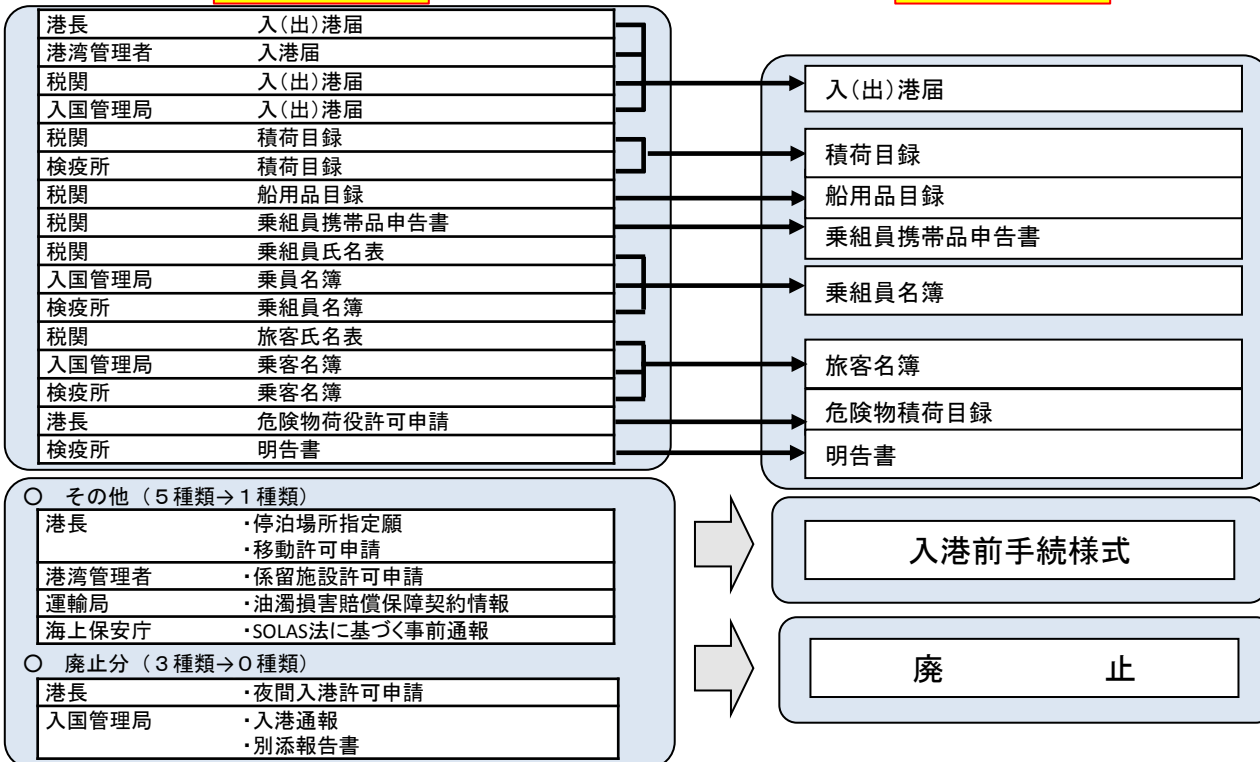 港長 入(出)港届
港湾管理者 入港届
税関 入(出)港届
入国管理局 入(出)港届
税関 積荷目録
検疫所 積荷目録
税関 船用品目録
税関 乗組員携帯品申告書
税関 乗組員氏名表
入国管理局 乗員名簿
検疫所 乗組員名簿
税関 旅客氏名表
入国管理局 乗客名簿
検疫所 乗客名簿
港長 危険物荷役許可申請
検疫所 明告書
入(出)港届
積荷目録
船用品目録
乗組員携帯品申告書
乗組員名簿
旅客名簿
危険物積荷目録
明告書
○ その他(5種類→1種類)
港長 ・停泊場所指定願
・移動許可申請
港湾管理者 ・係留施設許可申請
運輸局 ・油濁損害賠償保障契約情報
海上保安庁 ・SOLAS法に基づく事前通報
入港前手続様式
○ 廃止分(3種類→0種類)
港長 ・夜間入港許可申請
入国管理局 ・入港通報
・別添報告書
廃 止